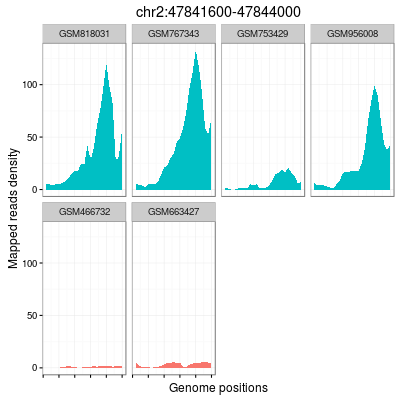 chr2:47841600-47844000
GSM818031 GSM767343 GSM753429 GSM956008
100
50
0
Mapped reads density
GSM466732 GSM663427
100
50
0
Genome positions